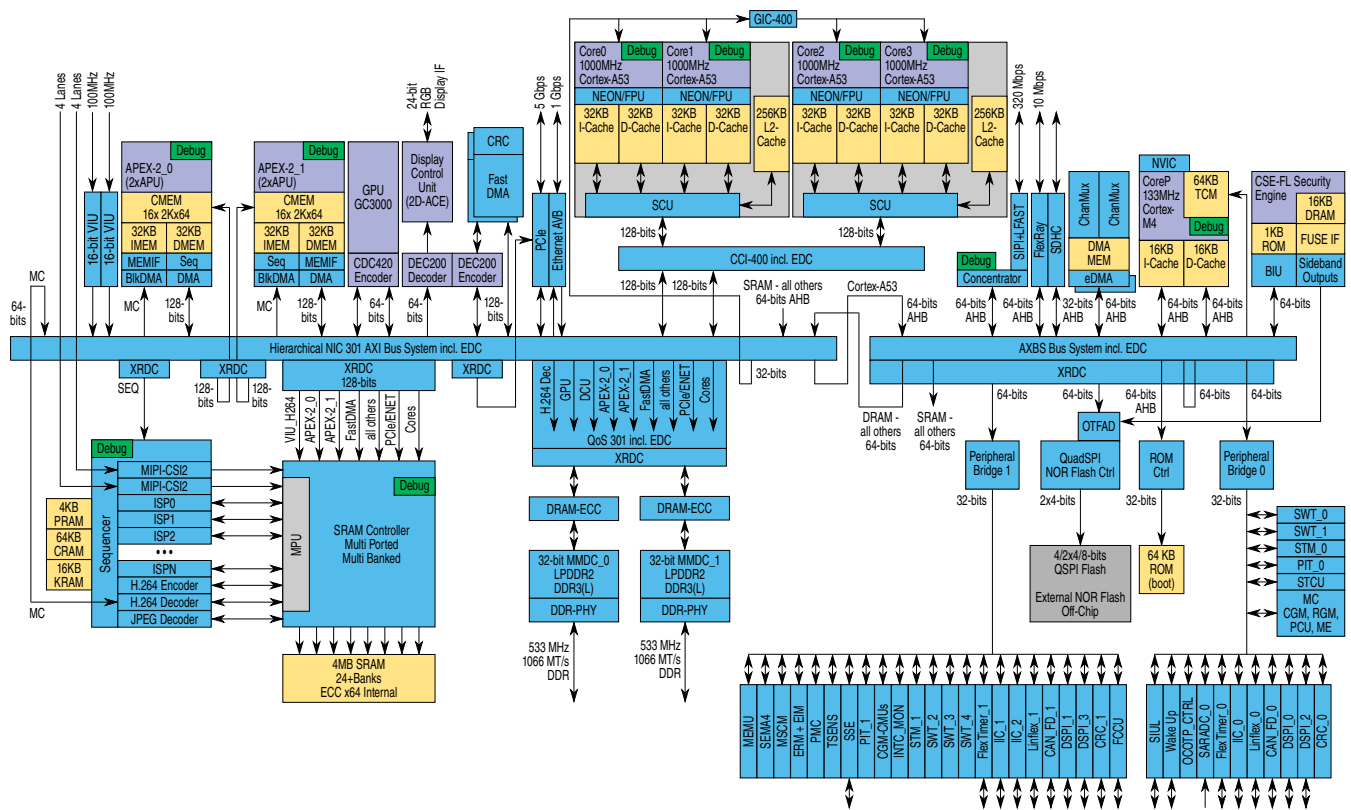 GIC-400
4 Lanes
4 Lanes
100MHz
100MHz
24-bit
RGB
Display IF
5 Gbps
1 Gbps
Core0
1000MHz
Cortex-A53
Debug
Core1
1000MHz
Cortex-A53
Debug
NEON/FPU
NEON/FPU
32KB
I-Cache
32KB
D-Cache
32KB
I-Cache
32KB
D-Cache
256KB
L2-
Cache
SCU
Core2
1000MHz
Cortex-A53
Debug
Core3
1000MHz
Cortex-A53
Debug
NEON/FPU
NEON/FPU
32KB
I-Cache
32KB
D-Cache
32KB
I-Cache
32KB
D-Cache
256KB
L2-
Cache
SCU
320 Mbps
10 Mbps
16-bit VIU
16-bit VIU
Debug
APEX-2_0
(2xAPU)
CMEM
16x 2Kx64
32KB
IMEM
32KB
DMEM
MEMIF
Seq
BlkDMA
DMA
Debug
APEX-2_1
(2xAPU)
CMEM
16x 2Kx64
32KB
IMEM
32KB
DMEM
Seq
MEMIF
BlkDMA
DMA
GPU
GC3000
CDC420
Encoder
Display
Control
Unit
(2D-ACE)
DEC200
Decoder
CRC
Fast
DMA
DEC200
Encoder
PCIe
Ethernet AVB
128-bits
128-bits
CCI-400 incl. EDC
Debug
Concentrator
SIPI+LFAST
FlexRay
SDHC
ChanMux
ChanMux
DMA
MEM
eDMA
NVIC
CoreP
133MHz
Cortex-
M4
64KB
TCM
Debug
16KB
I-Cache
16KB
D-Cache
CSE-FL Security
Engine
16KB
DRAM
1KB
ROM
FUSE IF
BIU
Sideband
Outputs
MC
64-
bits
MC
128-
bits
MC
128-
bits
64-
bits
64-
bits
128-
bits
128-bits
128-bits
SRAM - all others
64-bits AHB
Cortex-A53
64-bits
AHB
64-bits
AHB
64-bits
AHB
32-bits
AHB
64-bits
AHB
64-bits
AHB
64-bits
AHB
64-bits
Hierarchical NIC 301 AXI Bus System incl. EDC
AXBS Bus System incl. EDC
XRDC
XRDC
SEQ
XRDC
128-
bits
128-
bits
XRDC
128-bits
XRDC
32-bits
VIU_H264
APEX-2_0
APEX-2_1
FastDMA
all others
PCIe/ENET
Cores
H.264 Dec
GPU
DCU
APEX-2_0
APEX-2_1
FastDMA
all others
PCIe/ENET
Cores
QoS 301 incl. EDC
XRDC
DRAM -
all others
64-bits
SRAM -
all others
64-bits
64-bits
64-bits
64-bits
AHB
64-bits
64-bits
OTFAD
Peripheral
Bridge 1
QuadSPI
NOR Flash Ctrl
ROM
Ctrl
Peripheral
Bridge 0
32-bits
2x4-bits
32-bits
32-bits
Debug
Sequencer
4KB
PRAM
64KB
CRAM
16KB
KRAM
MC
MIPI-CSI2
MIPI-CSI2
ISP0
ISP1
ISP2
•••
ISPN
H.264 Encoder
H.264 Decoder
JPEG Decoder
MPU
Debug
SRAM Controller
Multi Ported
Multi Banked
4MB SRAM
24+Banks
ECC x64 Internal
DRAM-ECC
DRAM-ECC
32-bit MMDC_0
LPDDR2
DDR3(L)
DDR-PHY
32-bit MMDC_1
LPDDR2
DDR3(L)
DDR-PHY
533 MHz
1066 MT/s
DDR
533 MHz
1066 MT/s
DDR
4/2x4/8-bits
QSPI Flash
External NOR Flash
Off-Chip
64 KB
ROM
(boot)
SWT_0
SWT_1
STM_0
PIT_0
STCU
MC
CGM, RGM,
PCU, ME
MEMU
SEMA4
MSCM
ERM + EIM
PMC
TSENS
SSE
PIT_1
CGM-CMUs
INTC_MON
STM_1
SWT_2
SWT_3
SWT_4
FlexTimer_1
IIC_1
IIC_2
Linflex_1
CAN_FD_1
DSPI_1
DSPI_3
CRC_1
FCCU
SIUL
Wake Up
OCOTP_CTRL
SARADC_0
FlexTimer_0
IIC_0
Linflex_0
CAN_FD_0
DSPI_0
DSPI_2
CRC_0